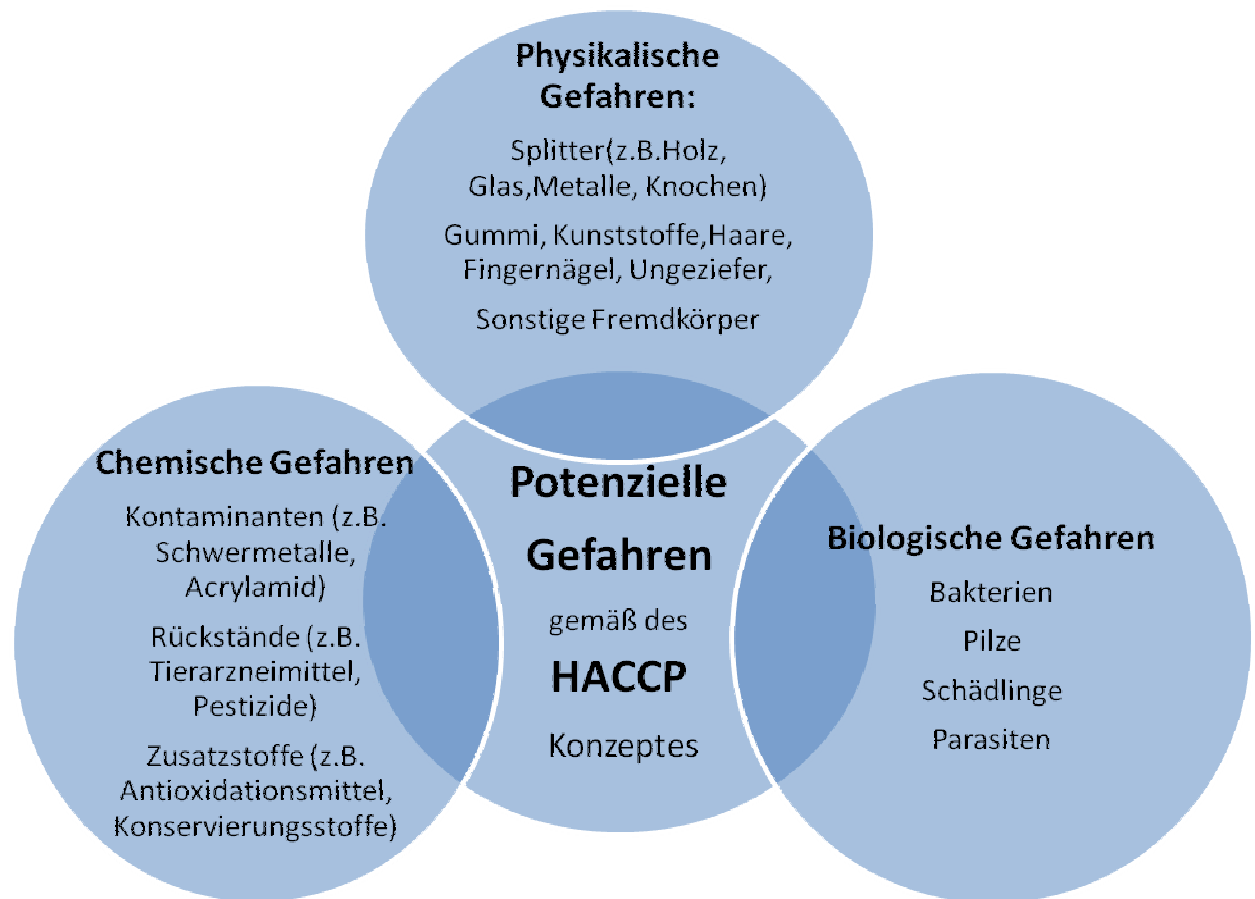 Physikalische
Gefahren:
Splitter(z.B.Holz,
Glas,Metalle, Knochen)
Gummi, Kunststoffe,Haare,
Fingernägel, Ungeziefer,
Sonstige Fremdkörper
Chemische Gefahren
Kontaminanten (z.B.
Schwermetalle,
Acrylamid)
Rückstände (z.B.
Tierarzneimittel,
Pestizide)
Zusatzstoffe (z.B.
Antioxidationsmittel,
Konservierungsstoffe)
Potenzielle
Gefahren
gemäß des
HACCP
Konzeptes
Biologische Gefahren
Bakterien
Pilze
Schädlinge
Parasiten